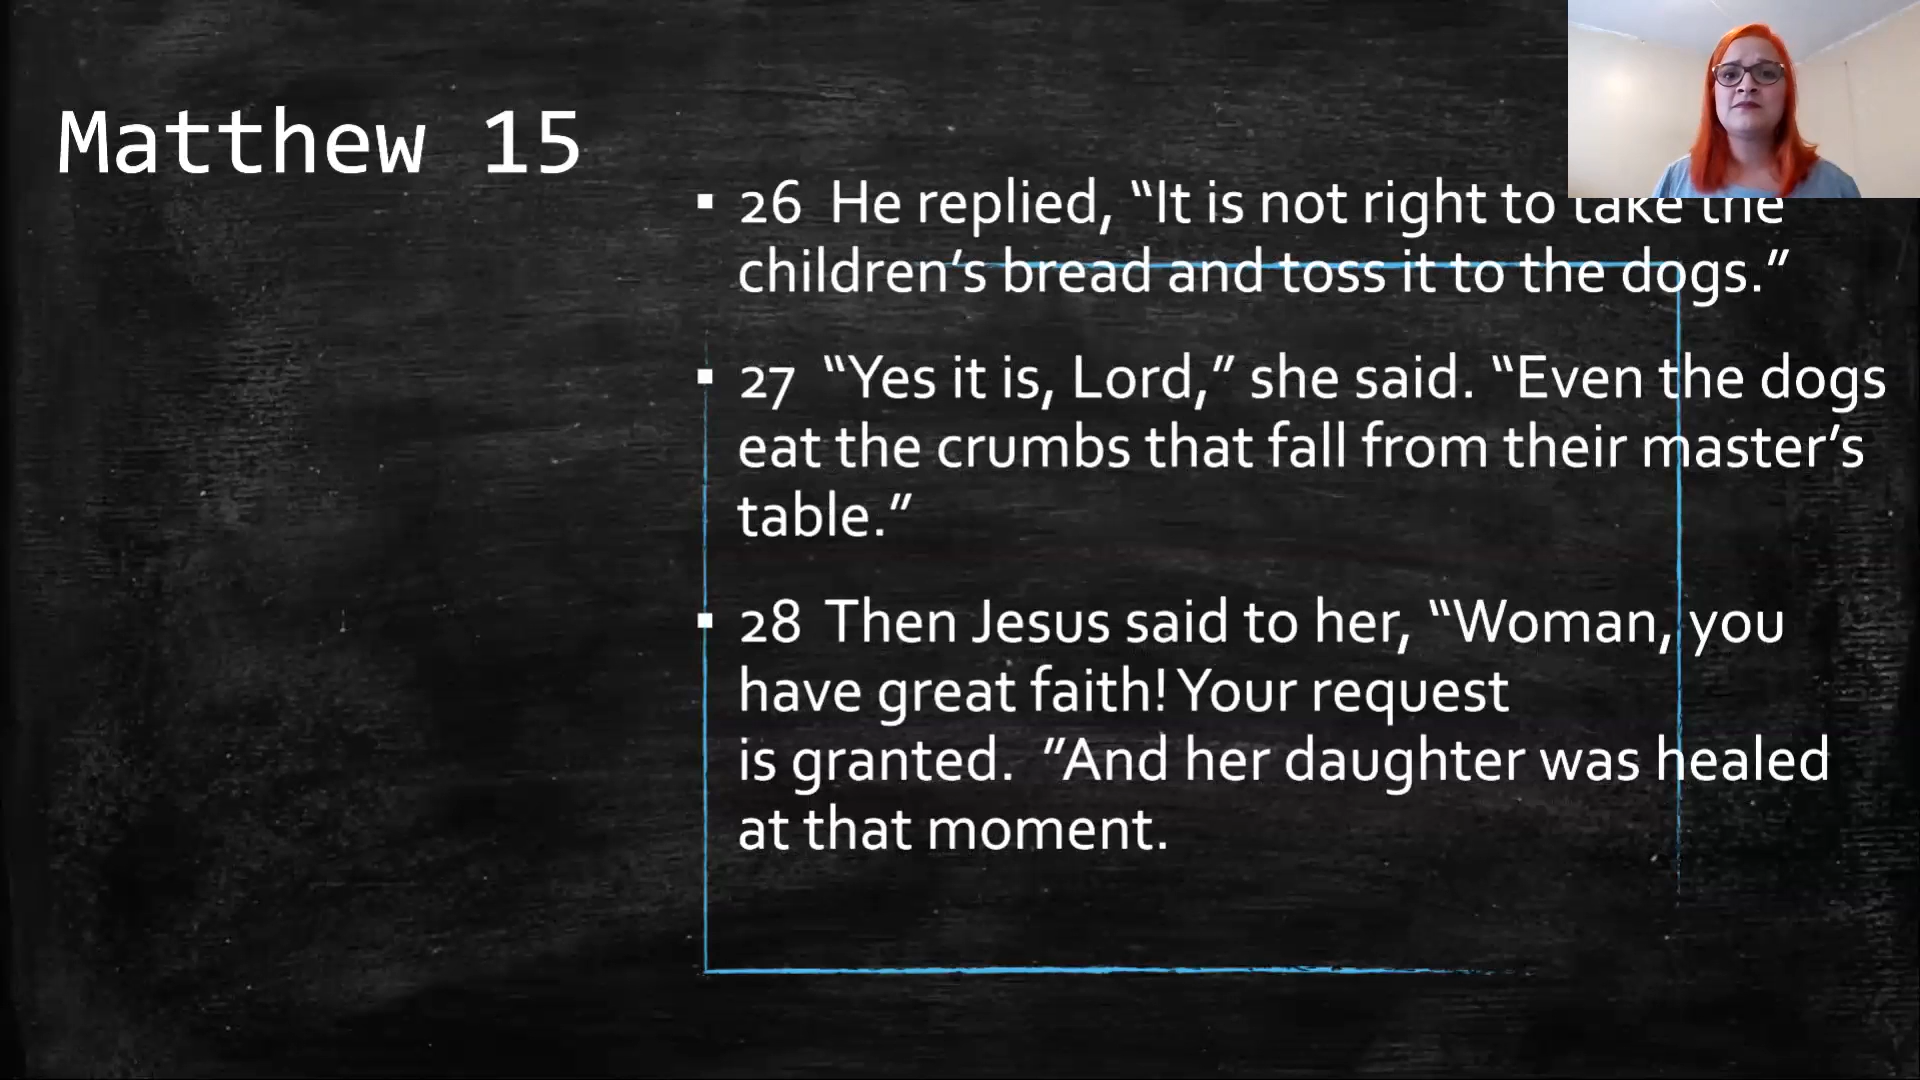 Matthew 15
▪ 26  He replied, “It is not right to take the
children’s bread and toss it to the dogs.”
▪ 27  “Yes it is, Lord,” she said. “Even the dogs
eat the crumbs that fall from their master’s
table.”
▪ 28  Then Jesus said to her, “Woman, you
have great faith! Your request
is granted.  ”And her daughter was healed
at that moment.